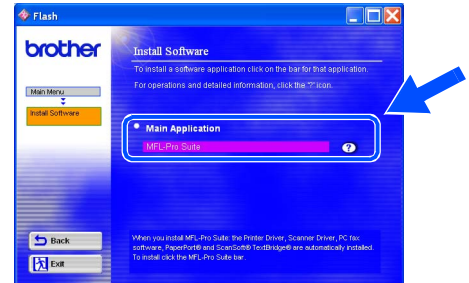 Flash
brother
Install Software
To install a software application click on the bar for that application.
For operations and detailed information, click the "?" icon.
Main Menu
Install Software
Main Application
MFL-Pro Suite
?
When you install MFL-Pro Suite: the Printer Driver, Scanner Driver, PC fax
software, PaperPort® and ScanSoft® TextBridge® are automatically installed.
To install click the MFL-Pro Suite bar.
Back
Exit